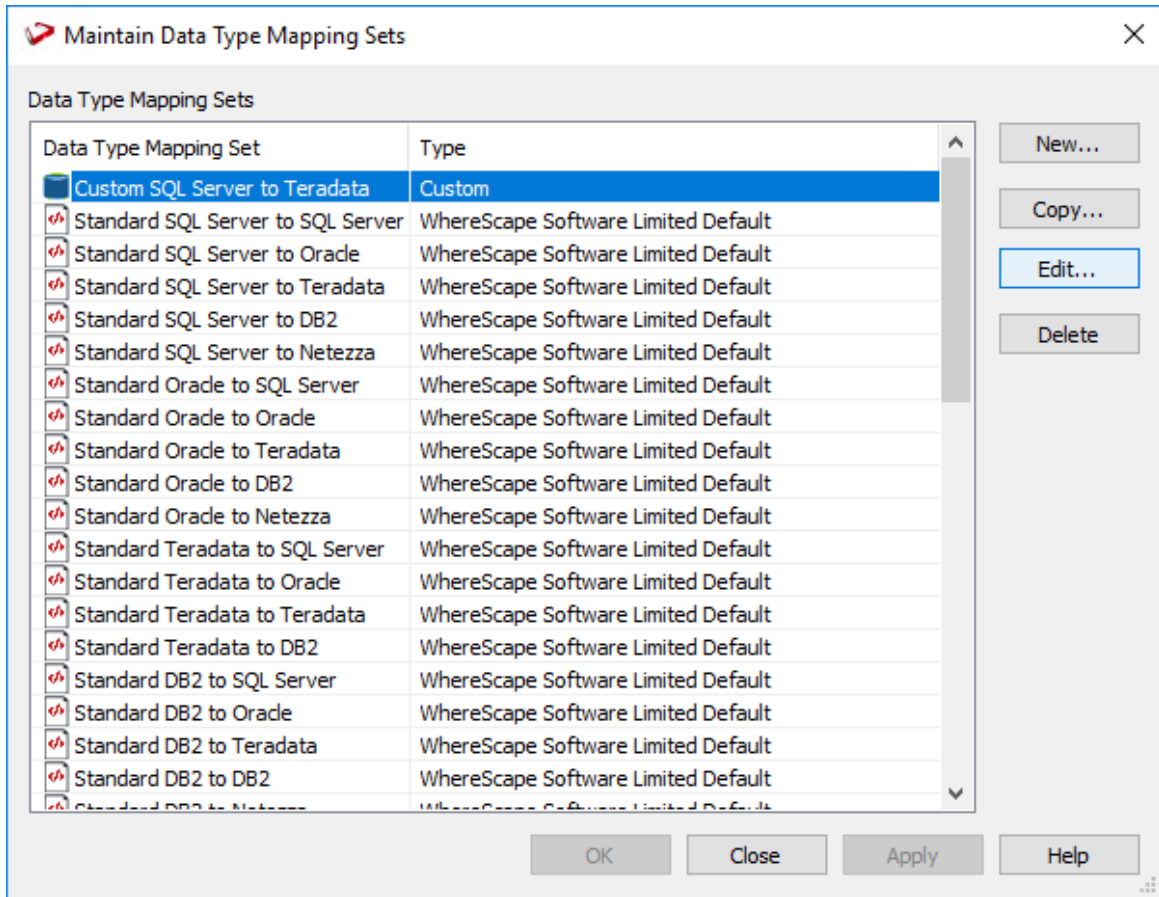 Maintain Data Type Mapping Sets
Data Type Mapping Sets
Data Type Mapping Set Type
New...
Custom SQL Server to Teradata Custom
Standard SQL Server to SQL Server WhereScape Software Limited Default
Copy...
Standard SQL Server to Oracle WhereScape Software Limited Default
Edit...
Standard SQL Server to Teradata WhereScape Software Limited Default
Standard SQL Server to DB2 WhereScape Software Limited Default
Delete
Standard SQL Server to Netezza WhereScape Software Limited Default
Standard Oracle to SQL Server WhereScape Software Limited Default
Standard Oracle to Oracle WhereScape Software Limited Default
Standard Oracle to Teradata WhereScape Software Limited Default
Standard Oracle to DB2 WhereScape Software Limited Default
Standard Oracle to Netezza WhereScape Software Limited Default
Standard Teradata to SQL Server WhereScape Software Limited Default
Standard Teradata to Oracle WhereScape Software Limited Default
Standard Teradata to Teradata WhereScape Software Limited Default
Standard Teradata to DB2 WhereScape Software Limited Default
Standard DB2 to SQL Server WhereScape Software Limited Default
Standard DB2 to Oracle WhereScape Software Limited Default
Standard DB2 to Teradata WhereScape Software Limited Default
Standard DB2 to DB2 WhereScape Software Limited Default
Standard DB2 to Netezza WhereScape Software Limited Default
OK Close Apply Help